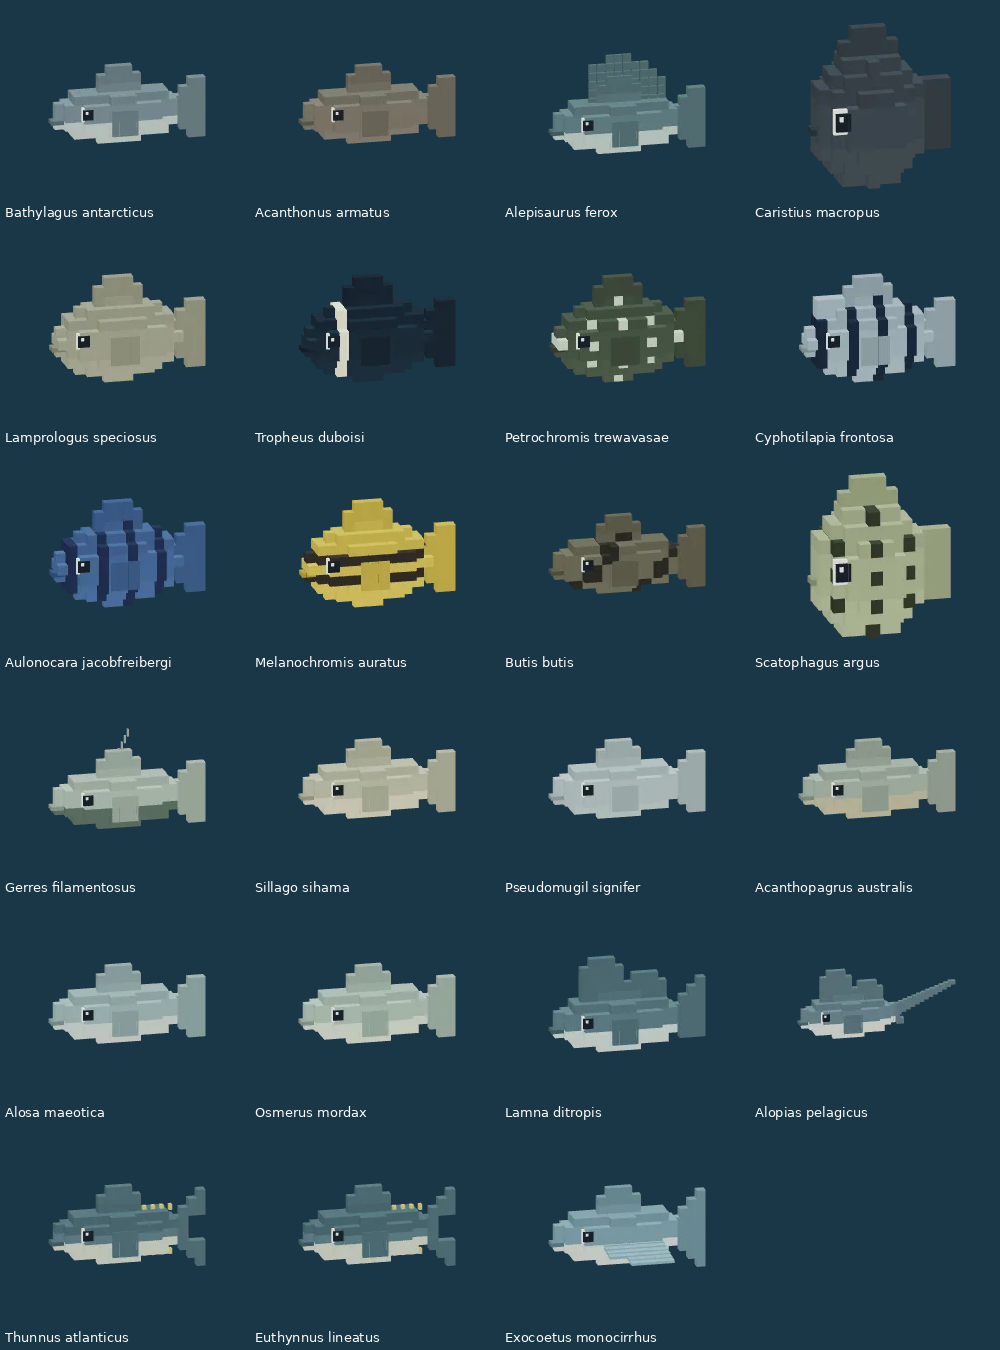 Bathylagus antarcticus
Acanthonus armatus
Alepisaurus ferox
Caristius macropus
Lamprologus speciosus
Tropheus duboisi
Petrochromis trewavasae
Cyphotilapia frontosa
Aulonocara jacobfreibergi
Melanochromis auratus
Butis butis
Scatophagus argus
Gerres filamentosus
Sillago sihama
Pseudomugil signifer
Acanthopagrus australis
Alosa maeotica
Osmerus mordax
Lamna ditropis
Alopias pelagicus
Thunnus atlanticus
Euthynnus lineatus
Exocoetus monocirrhus